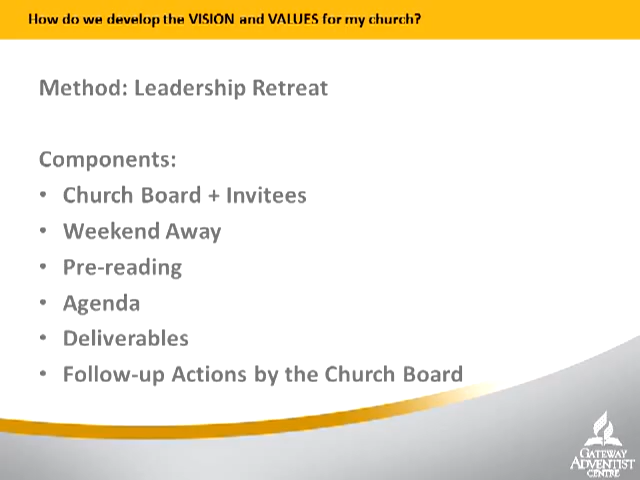 How do we develop the VISION and VALUES for my church?
Method: Leadership Retreat
Components:
• Church Board + Invitees
• Weekend Away
• Pre-reading
• Agenda
• Deliverables
• Follow-up Actions by the Church Board
GATEWAY
ADVENTIST
CENTRE